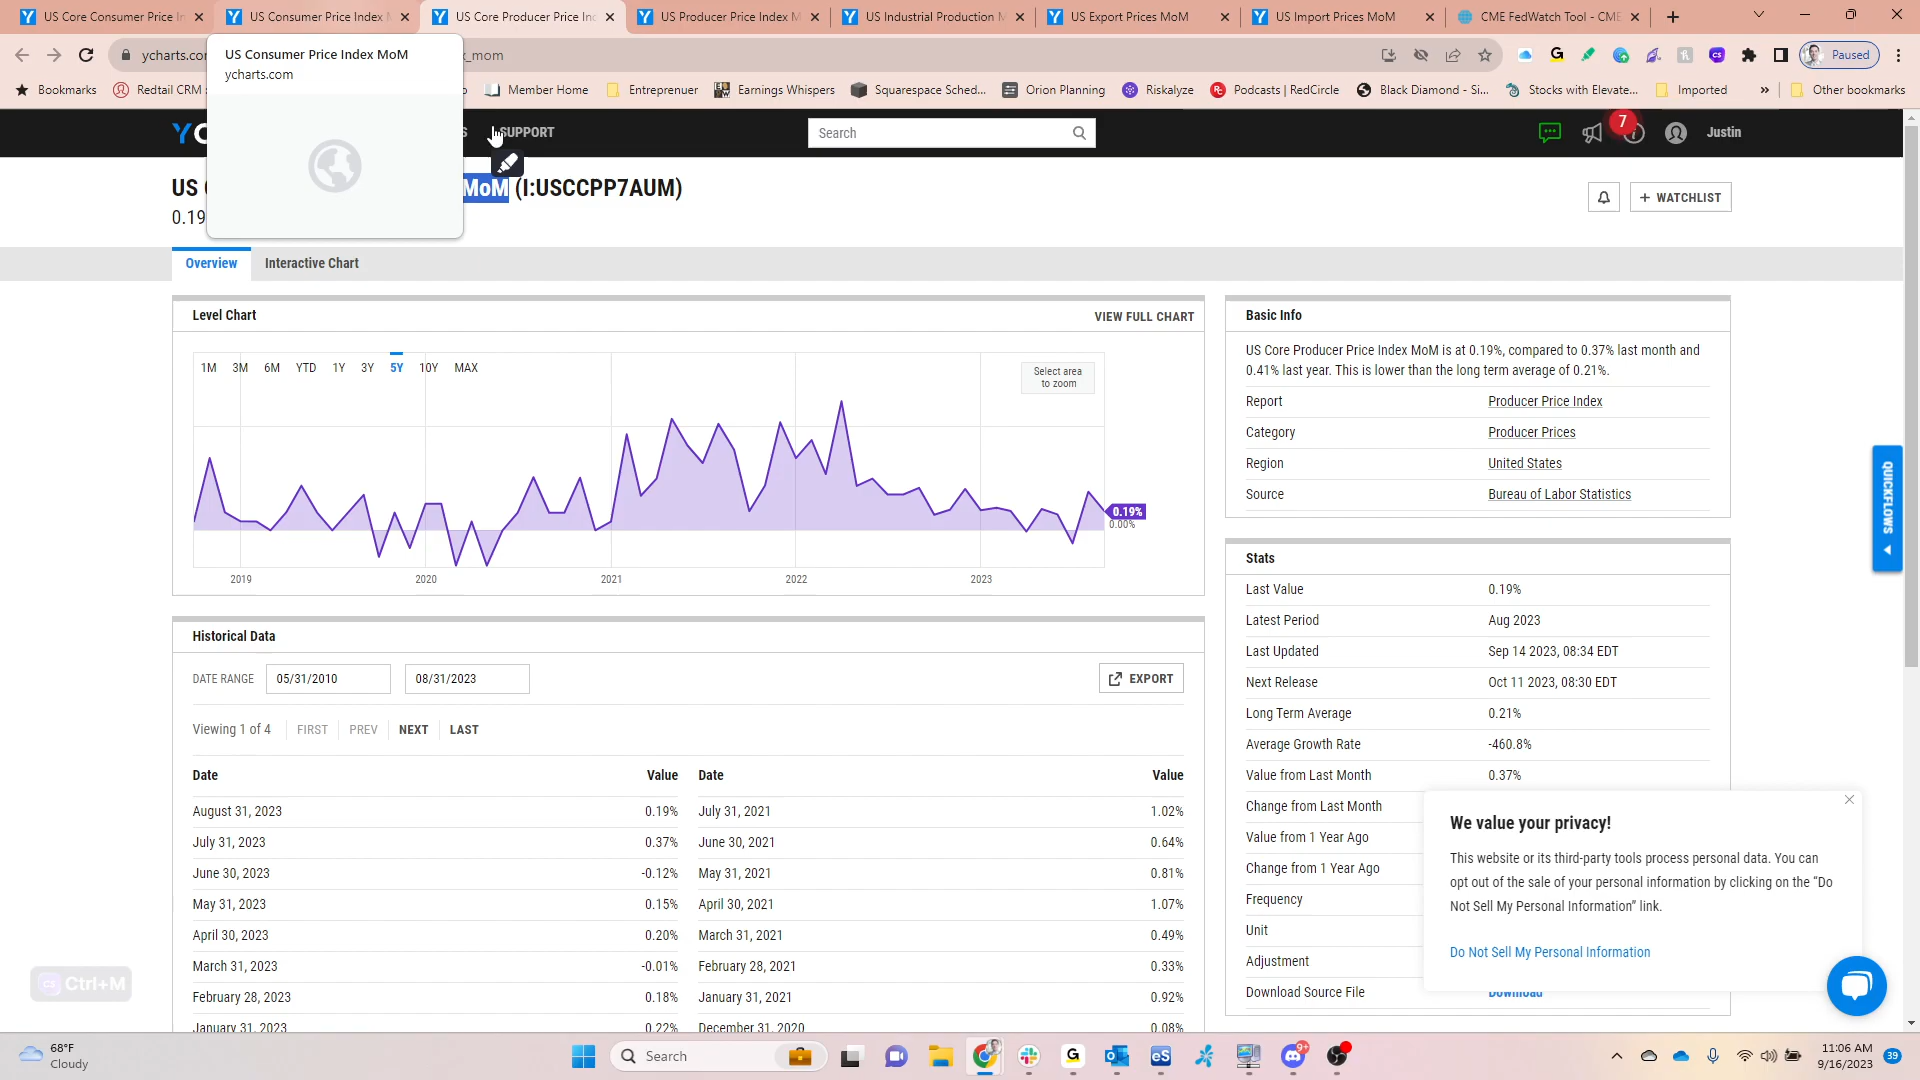 US Core Consumer Price In
US Consumer Price Index
US Core Producer Price Inc
US Producer Price Index M
US Industrial Production M
US Export Prices MoM
US Import Prices MoM
CME FedWatch Tool - CME
ycharts.co
_mom
Paused
US Consumer Price Index MoM
ycharts.com
Bookmarks
Redtail CRM
Member Home
Entreprenuer
Earnings Whispers
Squarespace Sched...
Orion Planning
Riskalyze
Podcasts | RedCircle
Black Diamond - Si...
Stocks with Elevate...
Imported
»
Other bookmarks
YC
S
SUPPORT
Search
7
Justin
US
MoM (I:USCCPP7AUM)
0.19
+ WATCHLIST
Overview
Interactive Chart
Level Chart
VIEW FULL CHART
1M 3M 6M YTD 1Y 3Y 5Y 10Y MAX
Select area
to zoom
0.19%
0.00%
2019 2020 2021 2022 2023
Basic Info
US Core Producer Price Index MoM is at 0.19%, compared to 0.37% last month and
0.41% last year. This is lower than the long term average of 0.21%.
Report Producer Price Index
Category Producer Prices
Region United States
Source Bureau of Labor Statistics
QUICKFLOWS
Stats
Last Value 0.19%
Latest Period Aug 2023
Last Updated Sep 14 2023, 08:34 EDT
Next Release Oct 11 2023, 08:30 EDT
Long Term Average 0.21%
Average Growth Rate -460.8%
Value from Last Month 0.37%
Change from Last Month
Value from 1 Year Ago
Change from 1 Year Ago
Frequency
Unit
Adjustment
Download Source File Download
Historical Data
DATE RANGE 05/31/2010 08/31/2023
EXPORT
Viewing 1 of 4 FIRST PREV NEXT LAST
Date Value Date Value
August 31, 2023 0.19% July 31, 2021 1.02%
July 31, 2023 0.37% June 30, 2021 0.64%
June 30, 2023 -0.12% May 31, 2021 0.81%
May 31, 2023 0.15% April 30, 2021 1.07%
April 30, 2023 0.20% March 31, 2021 0.49%
March 31, 2023 -0.01% February 28, 2021 0.33%
February 28, 2023 0.18% January 31, 2021 0.92%
January 31, 2023 0.22% December 31, 2020 0.08%
We value your privacy!
This website or its third-party tools process personal data. You can
opt out of the sale of your personal information by clicking on the “Do
Not Sell My Personal Information” link.
Do Not Sell My Personal Information
Ctrl+M
68°F
Cloudy
Search
9+
11:06 AM
9/16/2023
39